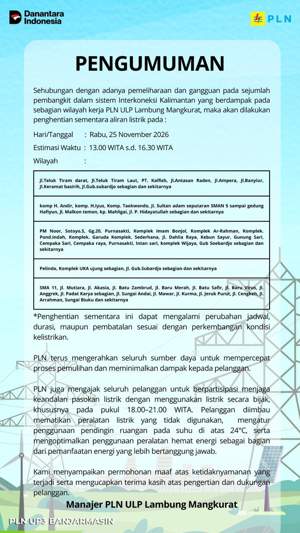 Danantara
Indonesia
PLN
PENGUMUMAN
Sehubungan dengan adanya pemeliharaan dan gangguan pada sejumlah
pembangkit dalam sistem Interkoneksi Kalimantan yang berdampak pada
sebagian wilayah kerja PLN ULP Lambung Mangkurat, maka akan dilakukan
penghentian sementara aliran listrik pada :
Hari/Tanggal : Rabu, 25 November 2026
Estimasi Waktu : 13.00 WITA s.d. 16.30 WITA
Wilayah :
Jl.Teluk Tiram darat, Jl.Teluk Tiram Laut, PT. Kalfish, Jl.Antasan Raden, Jl.Ampera, Jl.Banyiur,
Jl.Keramat basirih, Jl.Gub.subardjo sebagian dan sekitarnya
komp H. Andir, komp. H.Iyus, Komp. Taekwondo, Jl. Sultan adam seputaran SMAN 5 sampai gedung
Hafiyun, Jl. Malkon temon, kp. Mahligai, Jl. P. Hidayatullah sebagian dan sekitarnya
PM Noor, Sutoyo.S, Gg.20, Purnasakti, Komplek Imam Bonjol, Komplek Ar-Rahman, Komplek.
Pond.indah, Komplek, Garuda Komplek, Sederhana, Jl. Dahlia Raya, Kebun Sayur, Gunung Sari,
Cempaka Sari, Cempaka raya, Purnasakti, Intan sari, komplek Wijaya, Gub Soebarjo sebagian dan
sekitarnya
Pelindo, Komplek UKA ujung sebagian, Jl. Gub.Subardjo sebagian dan sekitarnya
SMA 11, Jl. Mutiara, Jl. Akasia, Jl. Batu Zambrud, Jl. Baru Merah, Jl. Batu Safir, Jl. Biru Virus, Jl.
Anggret, Jl. Padat Karya sebagian, Jl. Sungai Andai, Jl. Mawar, Jl. Kurma, Jl. Jeruk Purut, Jl. Cengkeh, Jl.
Arrahman, Sungai Biuku dan sekitarnya
*Penghentian sementara ini dapat mengalami perubahan jadwal,
durasi, maupun pembatalan sesuai dengan perkembangan kondisi
kelistrikan.
PLN terus mengerahkan seluruh sumber daya untuk mempercepat
proses pemulihan dan meminimalkan dampak kepada pelanggan.
PLN juga mengajak seluruh pelanggan untuk berpartisipasi menjaga
keandalan pasokan listrik dengan menggunakan listrik secara bijak,
khususnya pada pukul 18.00–21.00 WITA. Pelanggan diimbau
mematikan peralatan listrik yang tidak digunakan, mengatur
penggunaan pendingin ruangan pada suhu di atas 24°C, serta
mengoptimalkan penggunaan peralatan hemat energi sebagai bagian
dari pemanfaatan energi yang lebih bertanggung jawab.
Kami menyampaikan permohonan maaf atas ketidaknyamanan yang
terjadi serta mengucapkan terima kasih atas pengertian dan dukungan
pelanggan.
Manajer PLN ULP Lambung Mangkurat
PLN UP3 BANJARMASIN